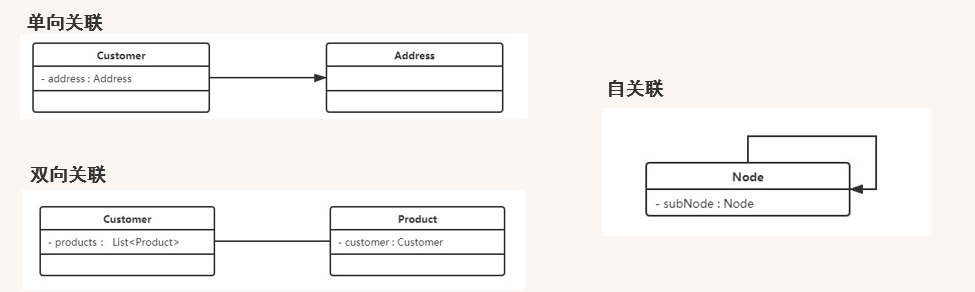 单向关联
Customer
- address : Address
Address
双向关联
Customer
- products : List<Product>
Product
- customer : Customer
自关联
Node
- subNode : Node